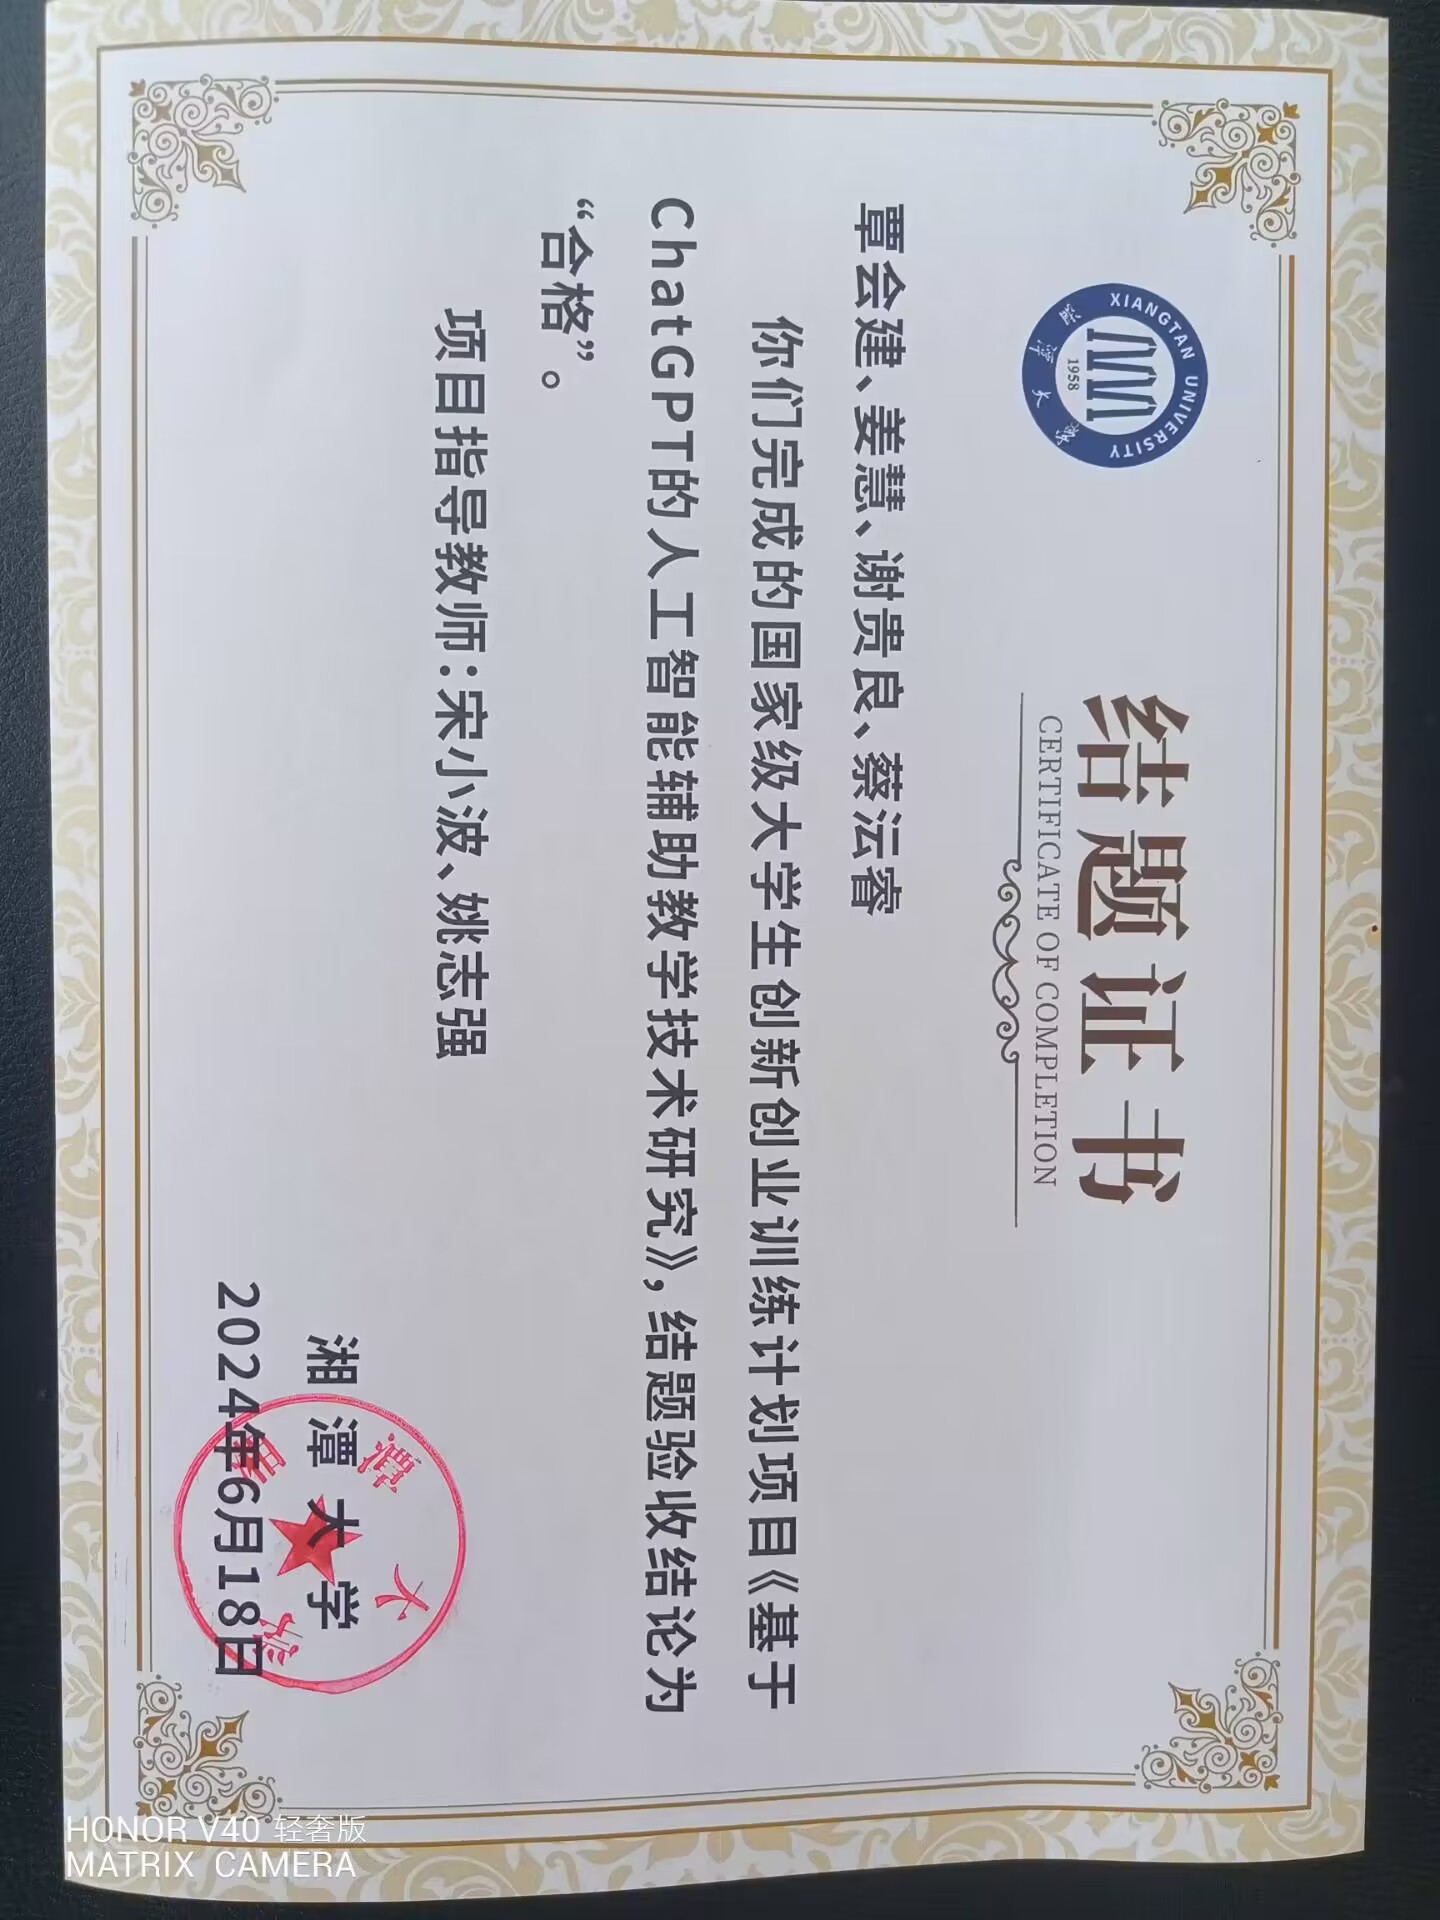 XIANGTAN UNIVERSITY
湘潭大学
1958
结题证书
CERTIFICATE OF COMPLETION
覃会建、姜慧、谢贵良、蔡沄睿
你们完成的国家级大学生创新创业训练计划项目《基于
ChatGPT的人工智能辅助教学技术研究》，结题验收结论为
“合格”。
项目指导教师：宋小波、姚志强
湘潭大学
2024年6月18日
HONOR V40 轻奢版
MATRIX CAMERA